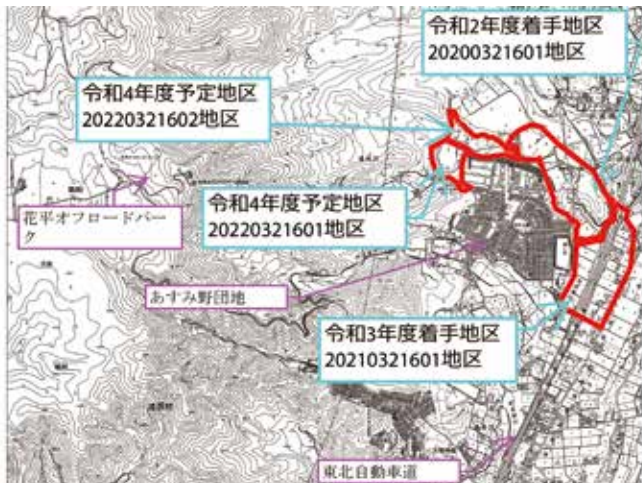 令和2年度着手地区
20200321601地区
令和4年度予定地区
20220321602地区
花平オフロードパー
ク
令和4年度予定地区
20220321601地区
あすみ野団地
令和3年度着手地区
20210321601地区
東北自動車道